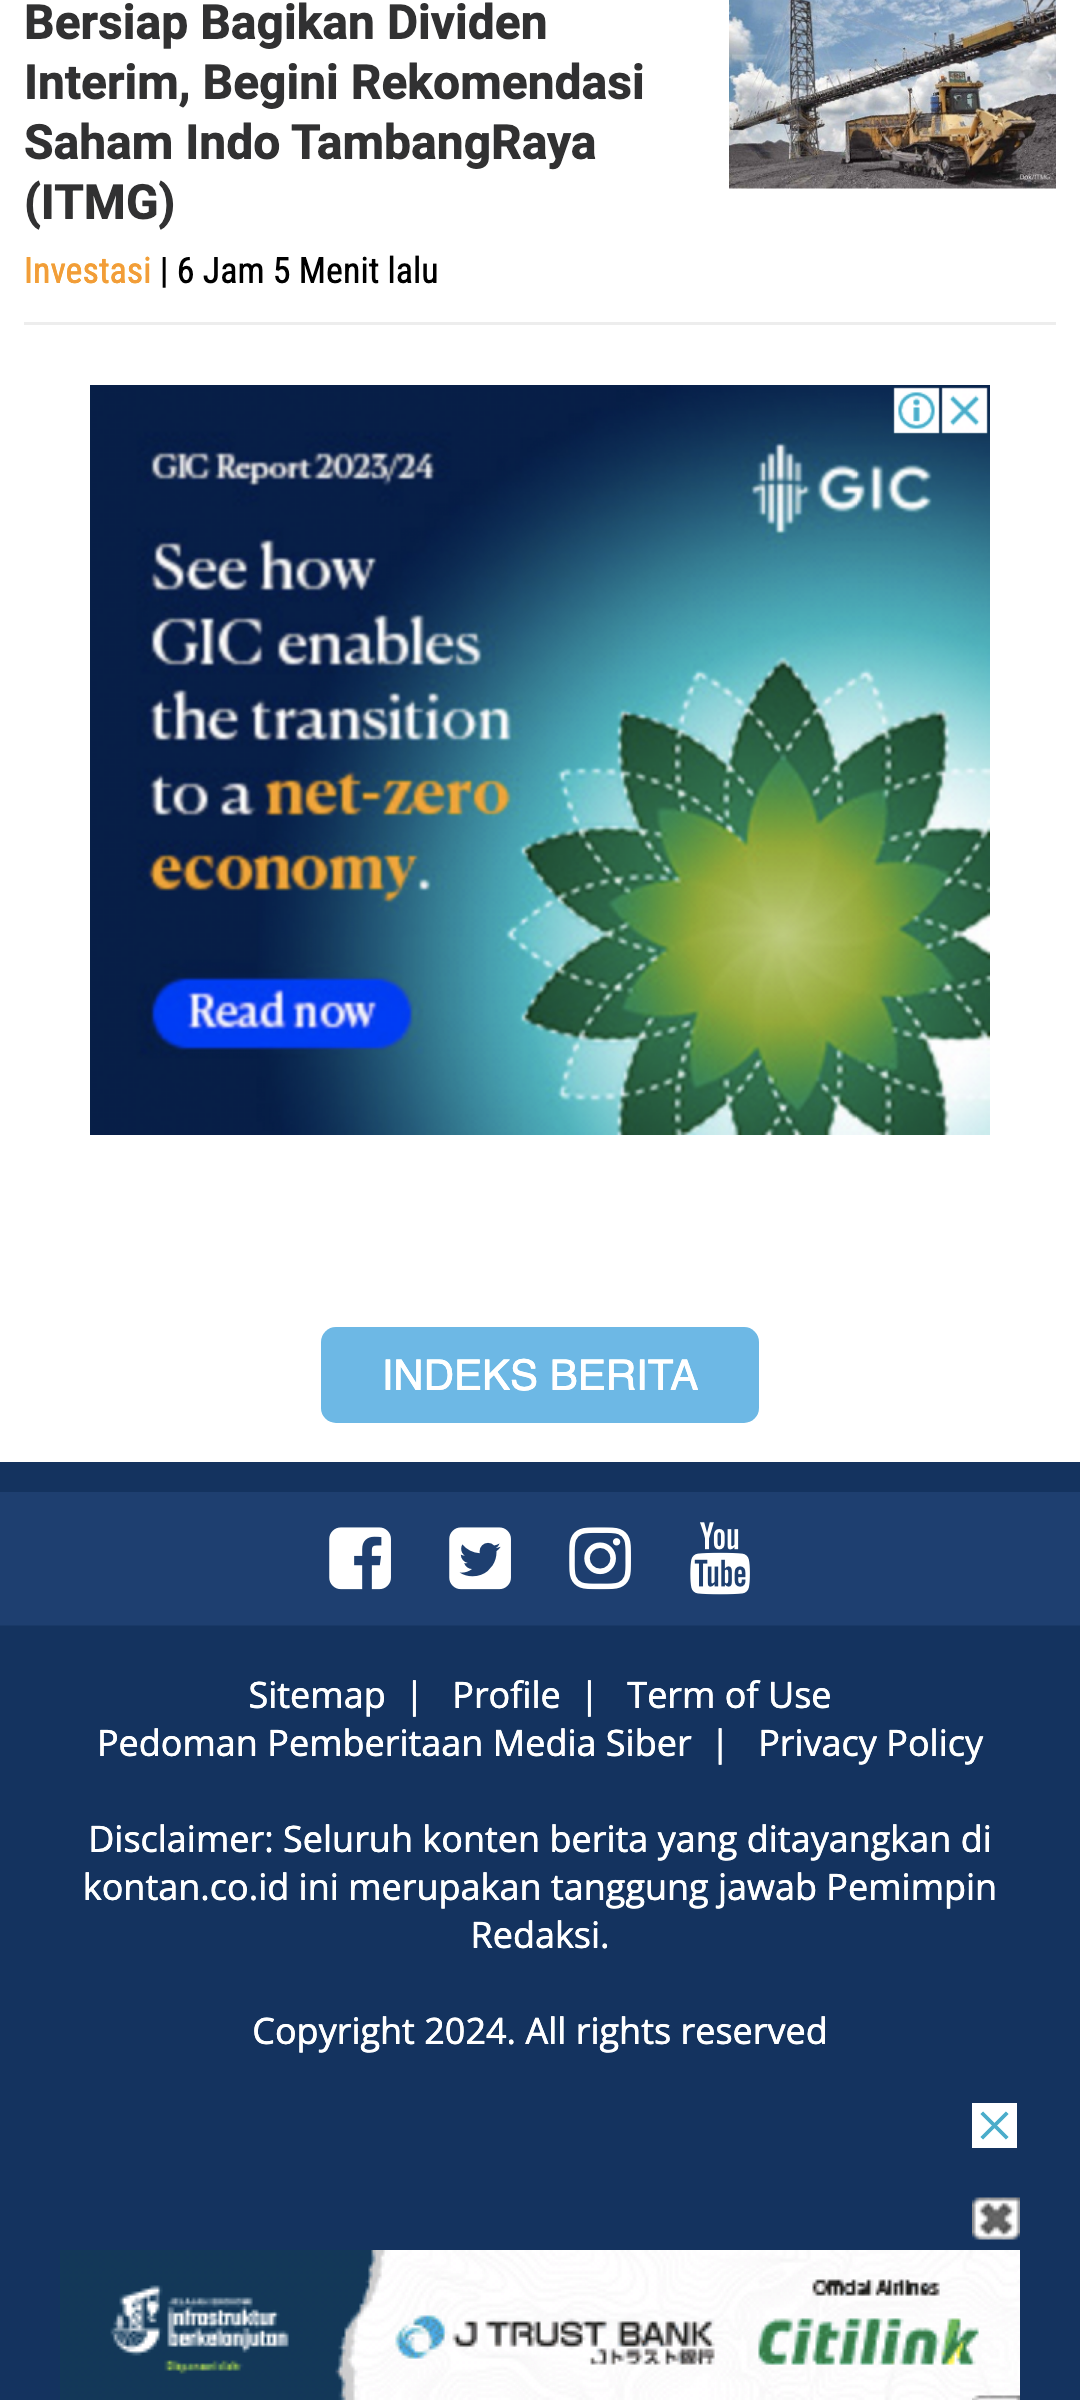 Bersiap Bagikan Dividen
Interim, Begini Rekomendasi
Saham Indo TambangRaya
(ITMG)
Dok/ITMG
Investasi | 6 Jam 5 Menit lalu
GIC Report 2023/24
GIC
See how
GIC enables
the transition
to a net-zero
economy.
Read now
INDEKS BERITA
You
Tube
Sitemap | Profile | Term of Use
Pedoman Pemberitaan Media Siber | Privacy Policy
Disclaimer: Seluruh konten berita yang ditayangkan di
kontan.co.id ini merupakan tanggung jawab Pemimpin
Redaksi.
Copyright 2024. All rights reserved
infrastruktur
berkelanjutan
Disponsori oleh:
J TRUST BANK
Jトラスト銀行
Official Airlines
Citilink